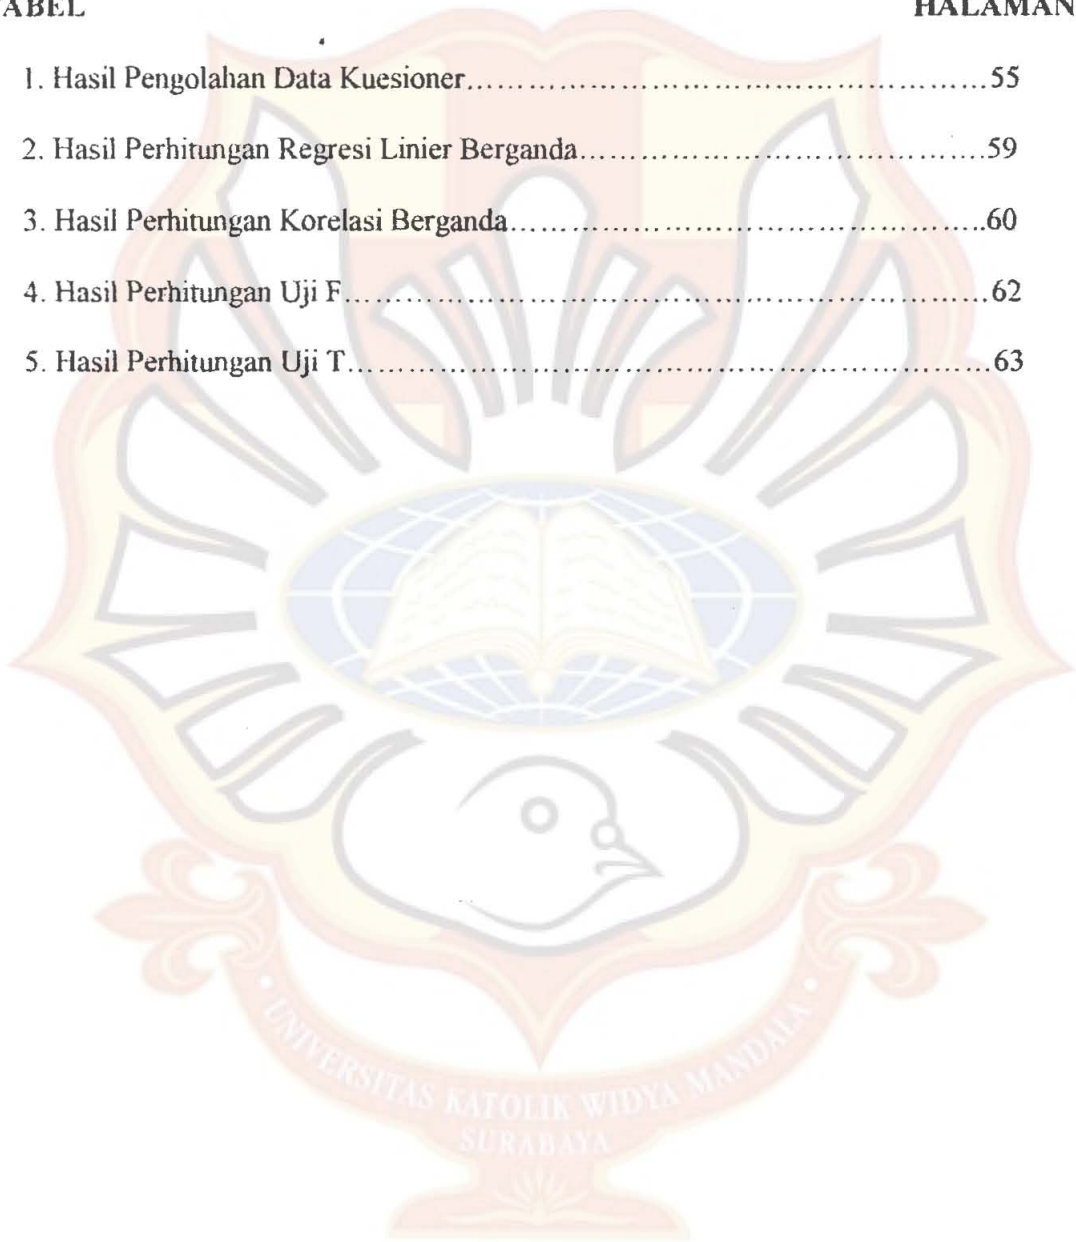 TABEL HALAMAN
1. Hasil Pengolahan Data Kuesioner.......................................................55
2. Hasil Perhitungan Regresi Linier Berganda...........................................59
3. Hasil Perhitungan Korelasi Berganda..................................................60
4. Hasil Perhitungan Uji F....................................................................62
5. Hasil Perhitungan Uji T....................................................................63
• UNIVERSITAS KATOLIK WIDYA MANDALA •
SURABAYA